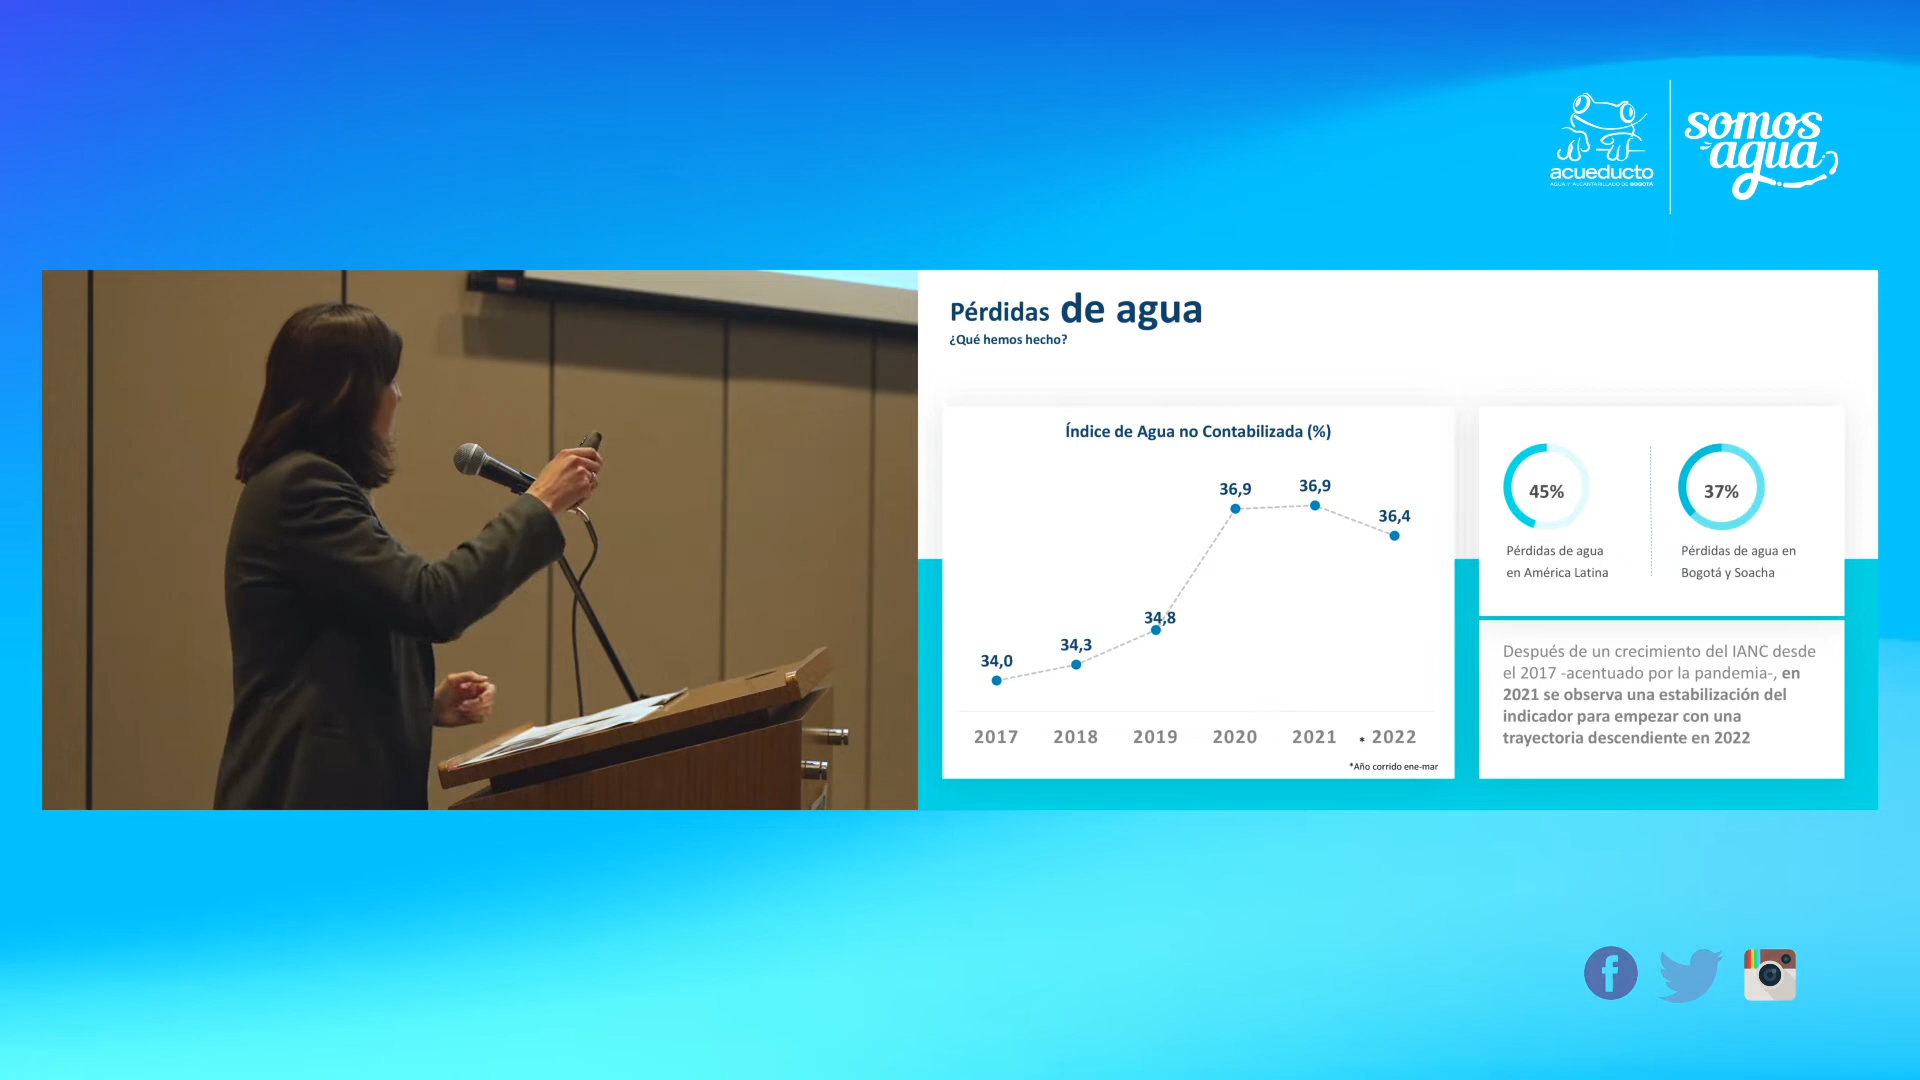 acueducto
AGUA Y ALCANTARILLADO DE BOGOTÁ
somos
agua
Pérdidas de agua
¿Qué hemos hecho?
Índice de Agua no Contabilizada (%)
34,0
34,3
34,8
36,9
36,9
36,4
2017 2018 2019 2020 2021 * 2022
*Año corrido ene-mar
45%
Pérdidas de agua
en América Latina
37%
Pérdidas de agua en
Bogotá y Soacha
Después de un crecimiento del IANC desde
el 2017 -acentuado por la pandemia-, en
2021 se observa una estabilización del
indicador para empezar con una
trayectoria descendiente en 2022